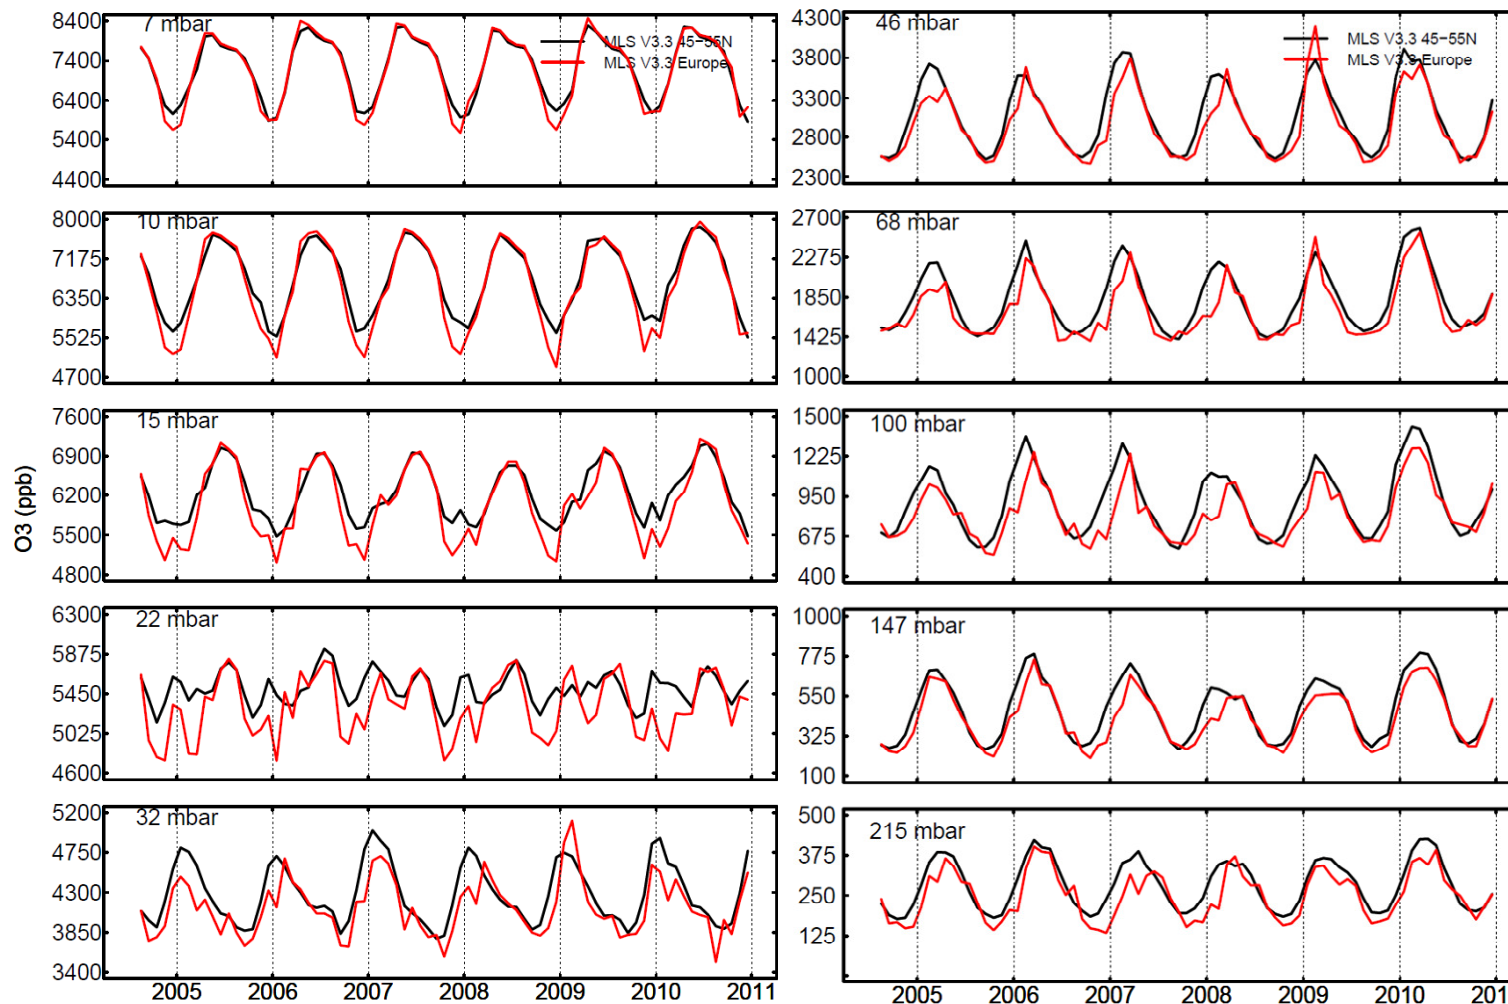 O3 (ppb)
7 mbar
MLS V3.3 45-55N
MLS V3.3 Europe
8400
7400
6400
5400
4400
10 mbar
8000
7175
6350
5525
4700
15 mbar
7600
6900
6200
5500
4800
22 mbar
6300
5875
5450
5025
4600
32 mbar
5200
4750
4300
3850
3400
2005 2006 2007 2008 2009 2010 2011
46 mbar
MLS V3.3 45-55N
MLS V3.3 Europe
4300
3800
3300
2800
2300
68 mbar
2700
2275
1850
1425
1000
100 mbar
1500
1225
950
675
400
147 mbar
1000
775
550
325
100
215 mbar
500
375
250
125
2005 2006 2007 2008 2009 2010 201